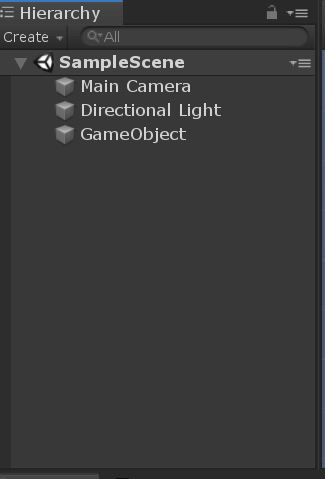 Hierarchy
Create All
SampleScene
Main Camera
Directional Light
GameObject